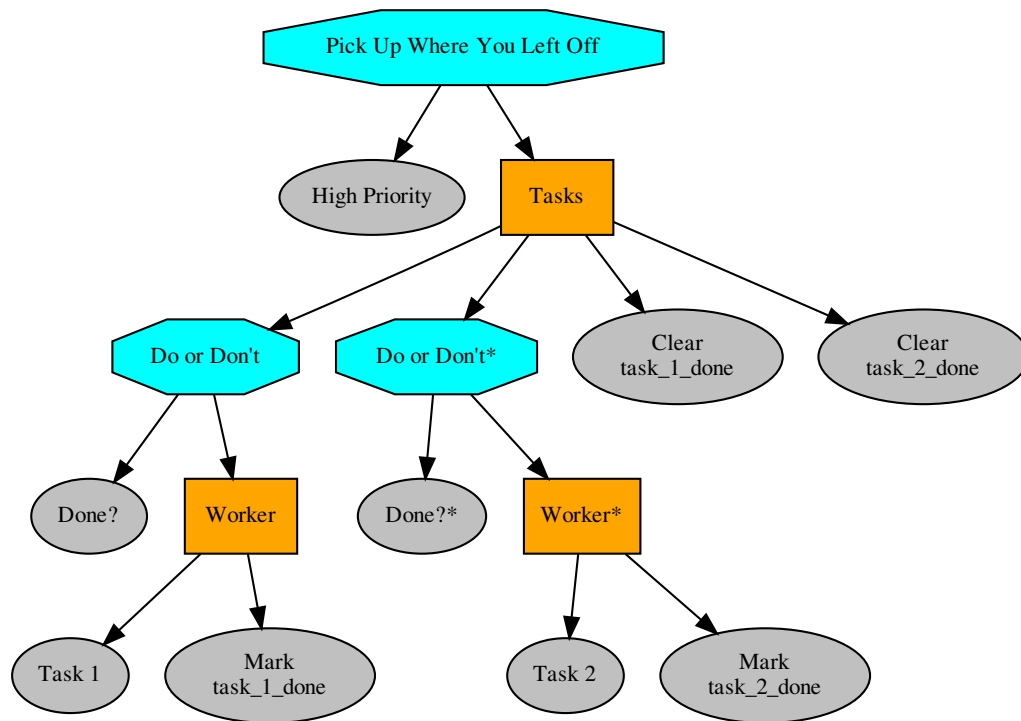 Pick Up Where You Left Off
High Priority
Tasks
Do or Don't
Do or Don't*
Clear
task_1_done
Clear
task_2_done
Done?
Worker
Done?*
Worker*
Task 1
Mark
task_1_done
Task 2
Mark
task_2_done